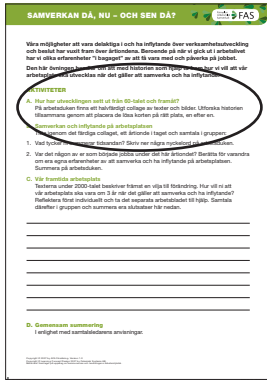 SAMVERKAN DÅ, NU – OCH SEN DÅ?
FAS
Våra möjligheter att vara delaktiga i och ha inflytande över verksamhetsutveckling
och beslut har vuxit fram över årtiondena. Beroende på när vi gick ut i arbetslivet
har vi olika erfarenheter "i bagaget" av att få vara med och påverka på jobbet.
Den här övningen handlar om att med historien som hjälp se hur vi vill att vår
arbetsplats ska utvecklas när det gäller att samverka och ha inflytande.
AKTIVITETER
A. Hur har utvecklingen sett ut från 60-talet och framåt?
På arbetsduken finns ett halvfärdigt collage av texter och bilder. Utforska historien
tillsammans genom att placera de lösa korten på rätt plats, en efter en.
Samverkan och inflytande på arbetsplatsen
igenom det färdiga collaget, ett årtionde i taget och samtala i gruppen:
1. Vad tycker ni tidsandan? Skriv ner några nyckelord på arbetsduken.
2. Var det någon av er som började jobba under det här årtiondet? Berätta för varandra
om era egna erfarenheter av att samverka och ha inflytande på arbetsplatsen.
Summera på arbetsduken.
C. Vår framtida arbetsplats
Texterna under 2000-talet beskriver främst en vilja till förändring. Hur vill ni att
vår arbetsplats ska vara om 3 år när det gäller att samverka och ha inflytande?
Reflektera först individuellt och ta det separata arbetsbladet till hjälp. Samtala
därefter i gruppen och summera era slutsatser här nedan.
D. Gemensam summering
I enlighet med samtalsledarens anvisningar.